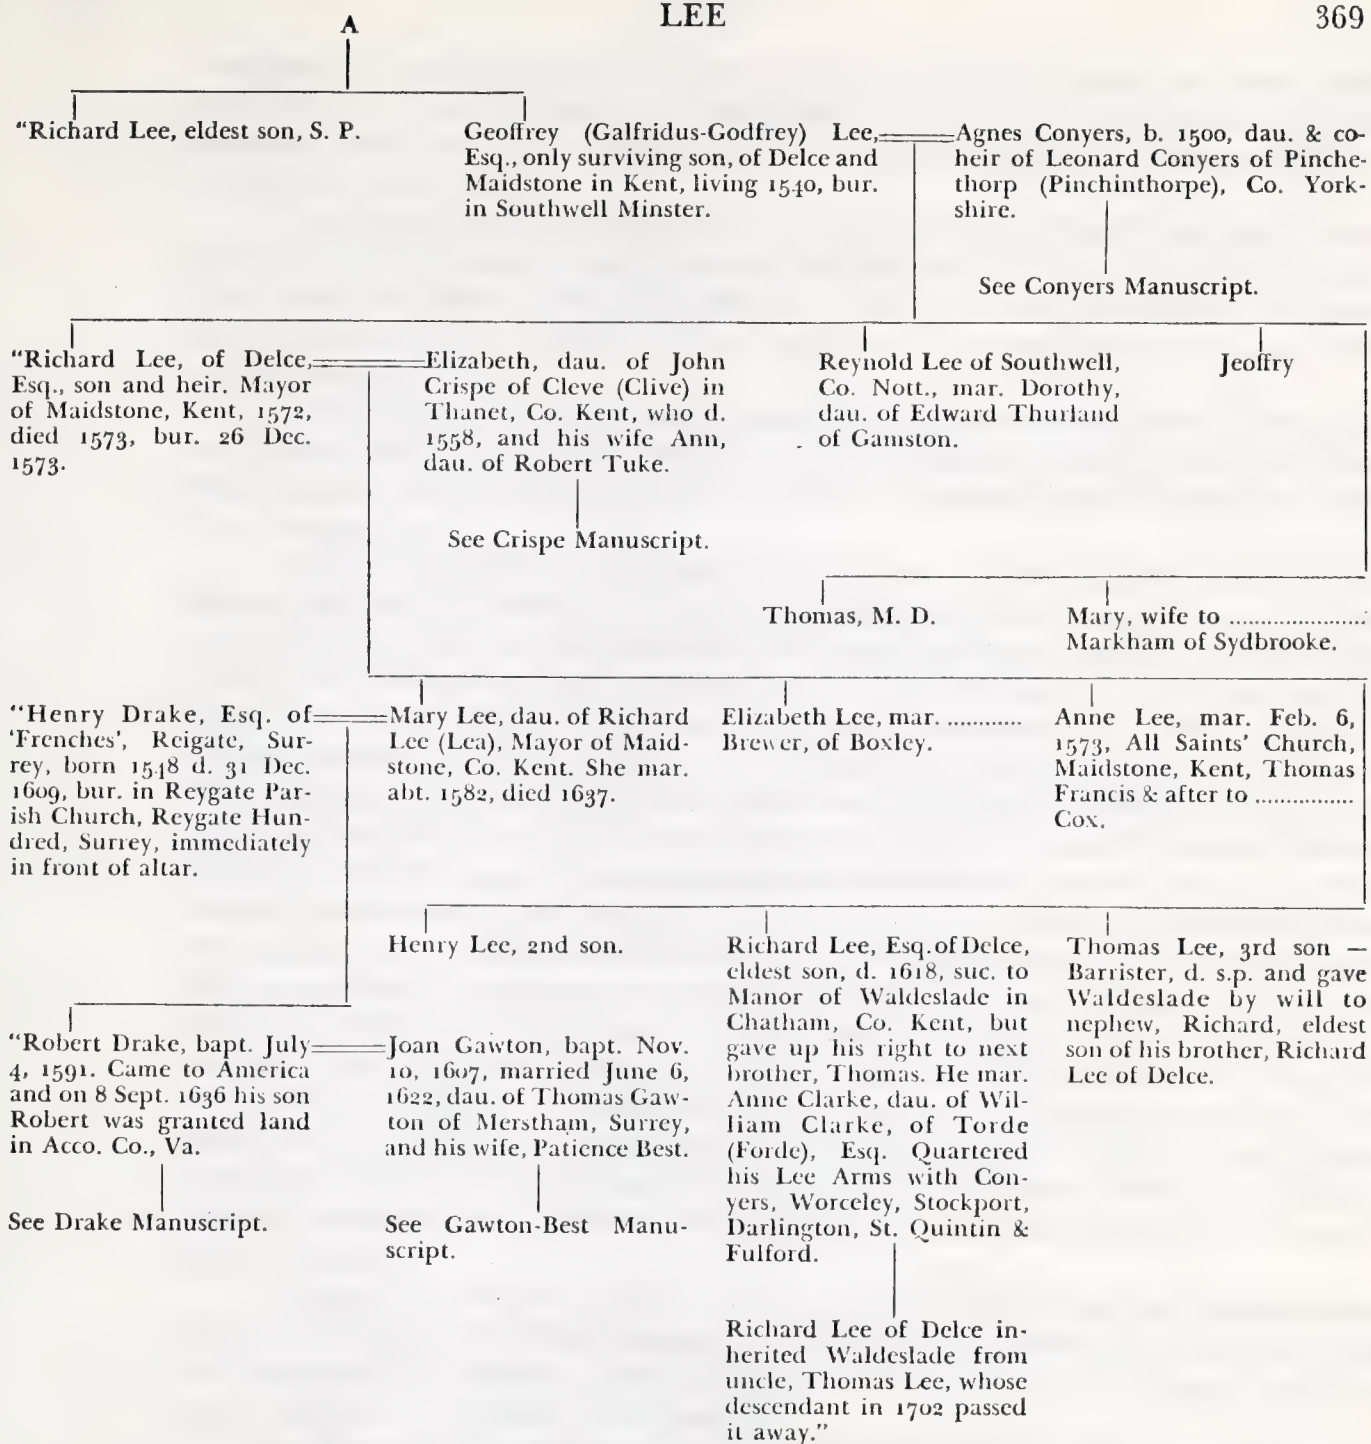 A
LEE
369
“Richard Lee, eldest son, S. P.
Geoffrey (Galfridus-Godfrey) Lee,
Esq., only surviving son, of Delce and
Maidstone in Kent, living 1540, bur.
in Southwell Minster.
Agnes Conyers, b. 1500, dau. & co-
heir of Leonard Conyers of Pinche-
thorp (Pinchinthorpe), Co. York-
shire.
See Conyers Manuscript.
“Richard Lee, of Delce,
Esq., son and heir. Mayor
of Maidstone, Kent, 1572,
died 1573, bur. 26 Dec.
1573.
Elizabeth, dau. of John
Crispe of Cleve (Clive) in
Thanet, Co. Kent, who d.
1558, and his wife Ann,
dau. of Robert Tuke.
See Crispe Manuscript.
Reynold Lee of Southwell,
Co. Nott., mar. Dorothy,
dau. of Edward Thurland
of Gamston.
Jeoffry
Thomas, M. D.
Mary, wife to ......................
Markham of Sydbrooke.
“Henry Drake, Esq. of
‘Frenches’, Reigate, Sur-
rey, born 1548 d. 31 Dec.
1609, bur. in Reygate Par-
ish Church, Reygate Hun-
dred, Surrey, immediately
in front of altar.
Mary Lee, dau. of Richard
Lee (Lea), Mayor of Maid-
stone, Co. Kent. She mar.
abt. 1582, died 1637.
Elizabeth Lee, mar. ............
Brewer, of Boxley.
Anne Lee, mar. Feb. 6,
1573, All Saints’ Church,
Maidstone, Kent, Thomas
Francis & after to ................
Cox.
Henry Lee, 2nd son.
Richard Lee, Esq. of Delce,
eldest son, d. 1618, suc. to
Manor of Waldeslade in
Chatham, Co. Kent, but
gave up his right to next
brother, Thomas. He mar.
Anne Clarke, dau. of Wil-
liam Clarke, of Torde
(Forde), Esq. Quartered
his Lee Arms with Con-
yers, Worceley, Stockport,
Darlington, St. Quintin &
Fulford.
Thomas Lee, 3rd son —
Barrister, d. s.p. and gave
Waldeslade by will to
nephew, Richard, eldest
son of his brother, Richard
Lee of Delce.
“Robert Drake, bapt. July
4, 1591. Came to America
and on 8 Sept. 1636 his son
Robert was granted land
in Acco. Co., Va.
See Drake Manuscript.
Joan Gawton, bapt. Nov.
10, 1607, married June 6,
1622, dau. of Thomas Gaw-
ton of Merstham, Surrey,
and his wife, Patience Best.
See Gawton-Best Manu-
script.
Richard Lee of Delce in-
herited Waldeslade from
uncle, Thomas Lee, whose
descendant in 1702 passed
it away.”